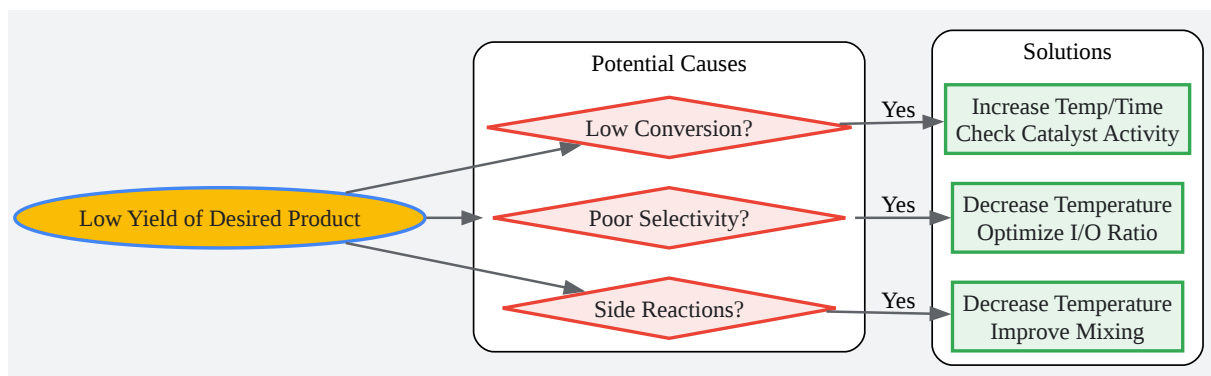 Potential Causes
Solutions
Low Yield of Desired Product
Low Conversion?
Yes
Increase Temp/Time
Check Catalyst Activity
Poor Selectivity?
Yes
Decrease Temperature
Optimize I/O Ratio
Side Reactions?
Yes
Decrease Temperature
Improve Mixing